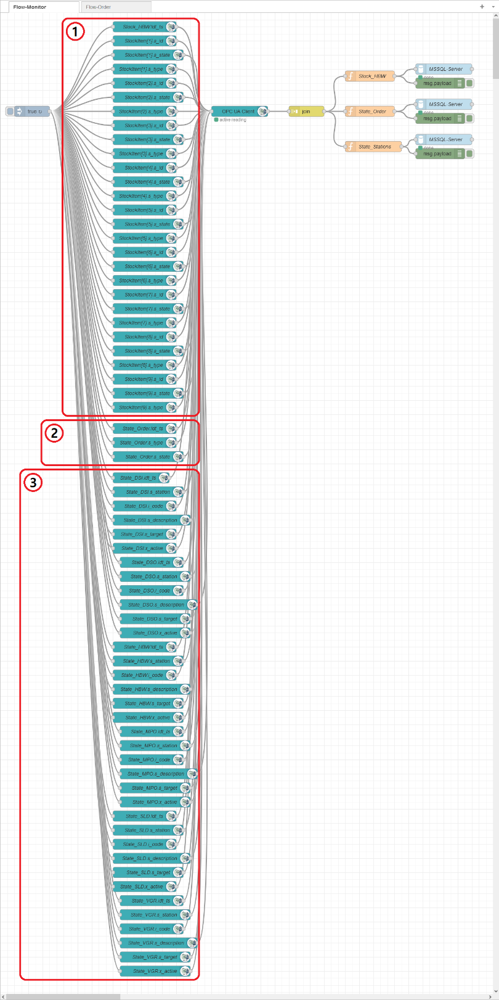 Flow-Monitor
Flow-Order
1
Stock_HBW.ldt_ts
StockItem[1].s_id
StockItem[1].s_state
StockItem[1].s_type
StockItem[2].s_id
StockItem[2].s_state
StockItem[2].s_type
StockItem[3].s_id
StockItem[3].s_state
StockItem[3].s_type
StockItem[4].s_id
StockItem[4].s_state
StockItem[4].s_type
StockItem[5].s_id
StockItem[5].s_state
StockItem[5].s_type
StockItem[6].s_id
StockItem[6].s_state
StockItem[6].s_type
StockItem[7].s_id
StockItem[7].s_state
StockItem[7].s_type
StockItem[8].s_id
StockItem[8].s_state
StockItem[8].s_type
StockItem[9].s_id
StockItem[9].s_state
StockItem[9].s_type
true ↻
OPC UA Client
active reading
join
Stock_HBW
MSSQL-Server
done
msg.payload
State_Order
MSSQL-Server
done
msg.payload
State_Stations
MSSQL-Server
done
msg.payload
2
State_Order.ldt_ts
State_Order.s_type
State_Order.s_state
3
State_DSI.ldt_ts
State_DSI.s_station
State_DSI.i_code
State_DSI.s_description
State_DSI.s_target
State_DSI.x_active
State_DSO.ldt_ts
State_DSO.s_station
State_DSO.i_code
State_DSO.s_description
State_DSO.s_target
State_DSO.x_active
State_HBW.ldt_ts
State_HBW.s_station
State_HBW.i_code
State_HBW.s_description
State_HBW.s_target
State_HBW.x_active
State_MPO.ldt_ts
State_MPO.s_station
State_MPO.i_code
State_MPO.s_description
State_MPO.s_target
State_MPO.x_active
State_SLD.ldt_ts
State_SLD.s_station
State_SLD.i_code
State_SLD.s_description
State_SLD.s_target
State_SLD.x_active
State_VGR.ldt_ts
State_VGR.s_station
State_VGR.i_code
State_VGR.s_description
State_VGR.s_target
State_VGR.x_active